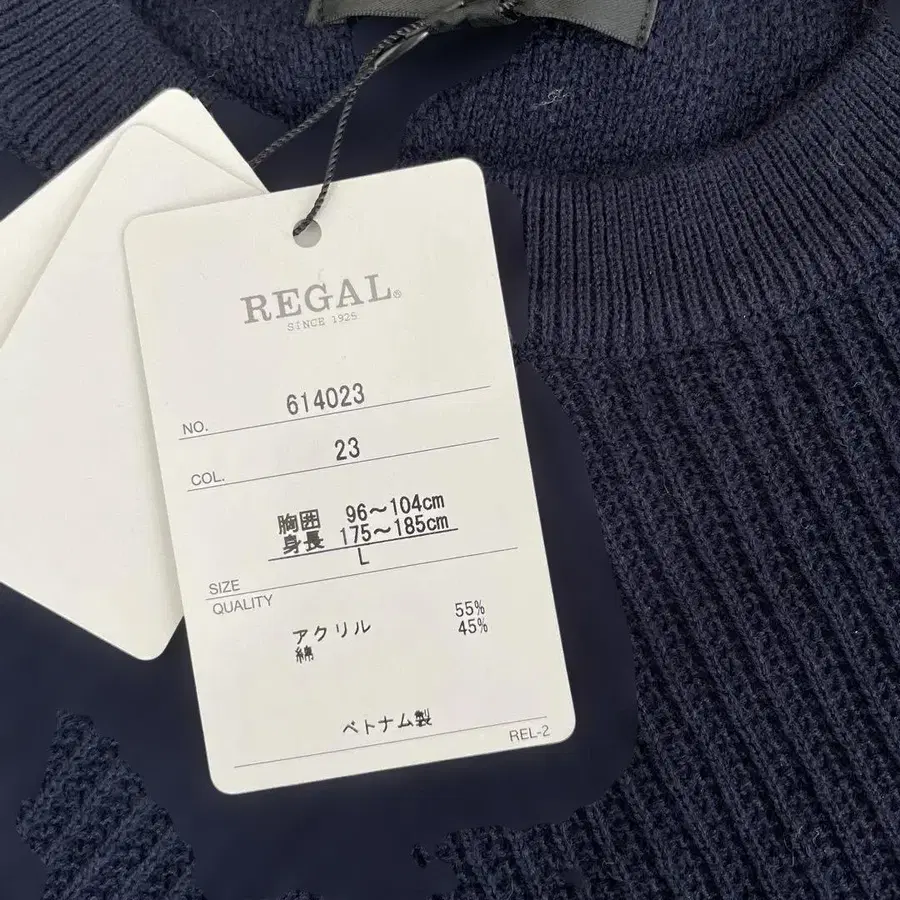 REGAL®
SINCE 1925
NO. 614023
COL. 23
胸囲 96～104cm
身長 175～185cm
L
SIZE
QUALITY
アクリル 55%
綿 45%
ベトナム製
REL-2